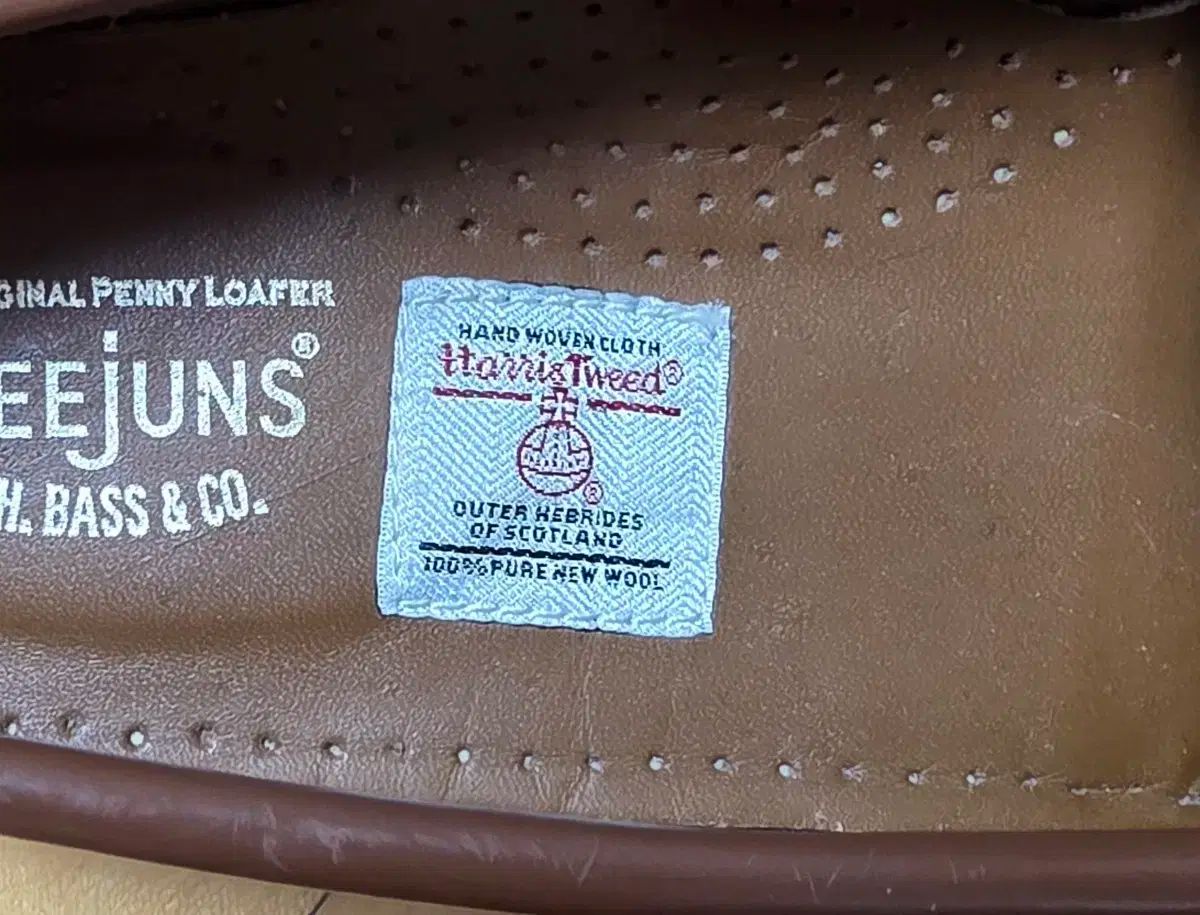 GINAL PENNY LOAFER
EEJUNS®
H. BASS & CO.
HAND WOVEN CLOTH
Harris Tweed®
®
OUTER HEBRIDES
OF SCOTLAND
100% PURE NEW WOOL